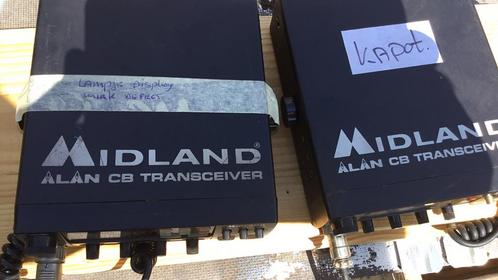 Lampje Display
MIDLAND®
ALAN CB TRANSCEIVER
KAPOt.
MIDLAND
ALAN CB TRANSCEIVER